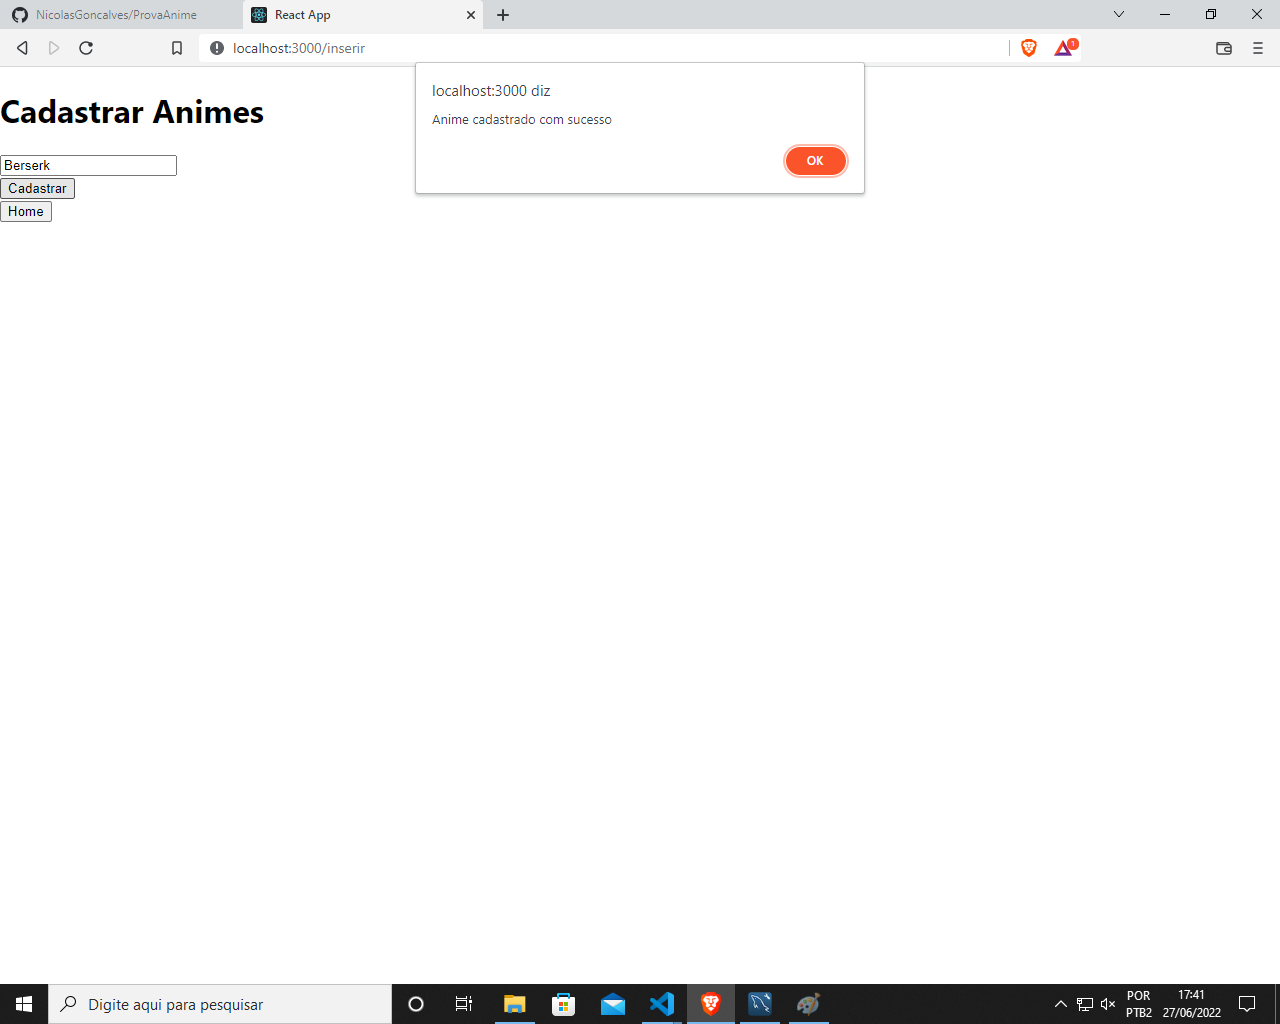 NicolasGoncalves/ProvaAnime
React App
localhost:3000/inserir
1
localhost:3000 diz
Anime cadastrado com sucesso
OK
Cadastrar Animes
Berserk
Cadastrar
Home
Digite aqui para pesquisar
POR
PTB2
17:41
27/06/2022